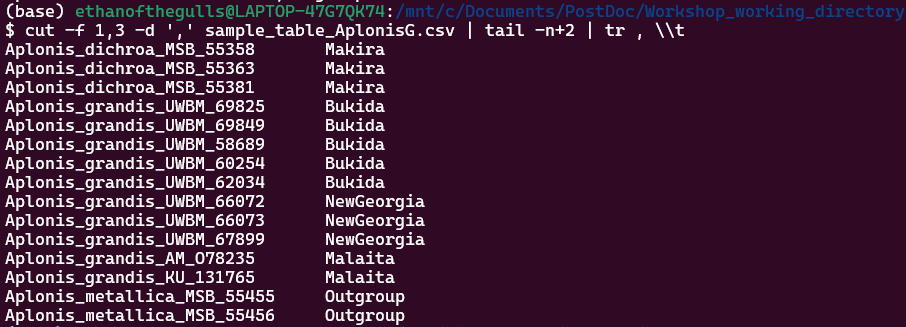 (base) ethanofthegulls@LAPTOP-47G7QK74:/mnt/c/Documents/PostDoc/Workshop_working_directory
$ cut -f 1,3 -d ',' sample_table_AplonisG.csv | tail -n+2 | tr , \\t
Aplonis_dichroa_MSB_55358	Makira
Aplonis_dichroa_MSB_55363	Makira
Aplonis_dichroa_MSB_55381	Makira
Aplonis_grandis_UWBM_69825	Bukida
Aplonis_grandis_UWBM_69849	Bukida
Aplonis_grandis_UWBM_58689	Bukida
Aplonis_grandis_UWBM_60254	Bukida
Aplonis_grandis_UWBM_62034	Bukida
Aplonis_grandis_UWBM_66072	NewGeorgia
Aplonis_grandis_UWBM_66073	NewGeorgia
Aplonis_grandis_UWBM_67899	NewGeorgia
Aplonis_grandis_AM_O78235	Malaita
Aplonis_grandis_KU_131765	Malaita
Aplonis_metallica_MSB_55455	Outgroup
Aplonis_metallica_MSB_55456	Outgroup